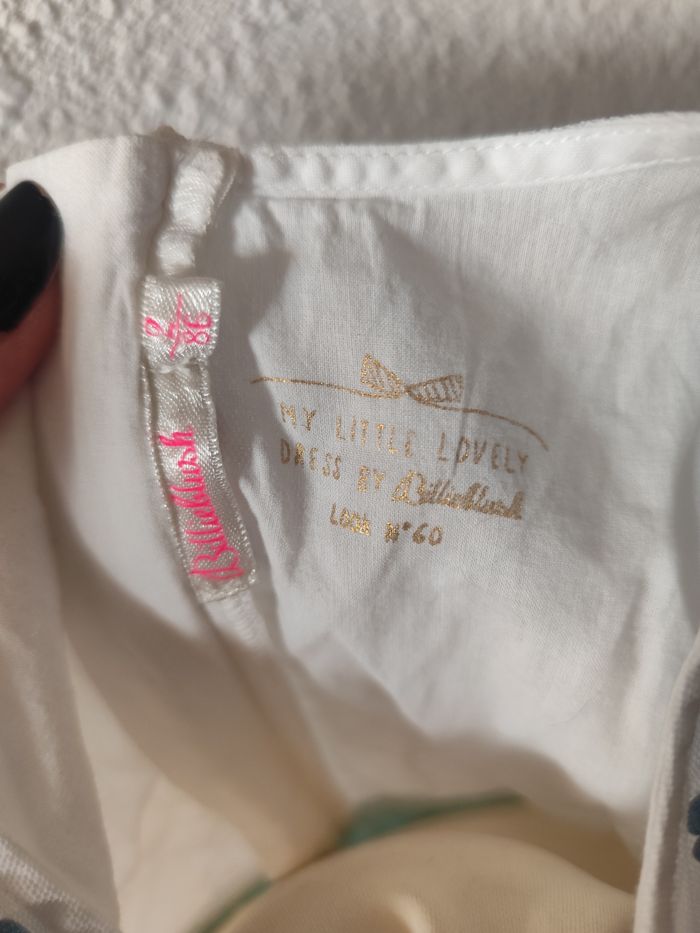 2/86
Billieblush
MY LITTLE LOVELY
DRESS BY Billieblush
LOOK N°60